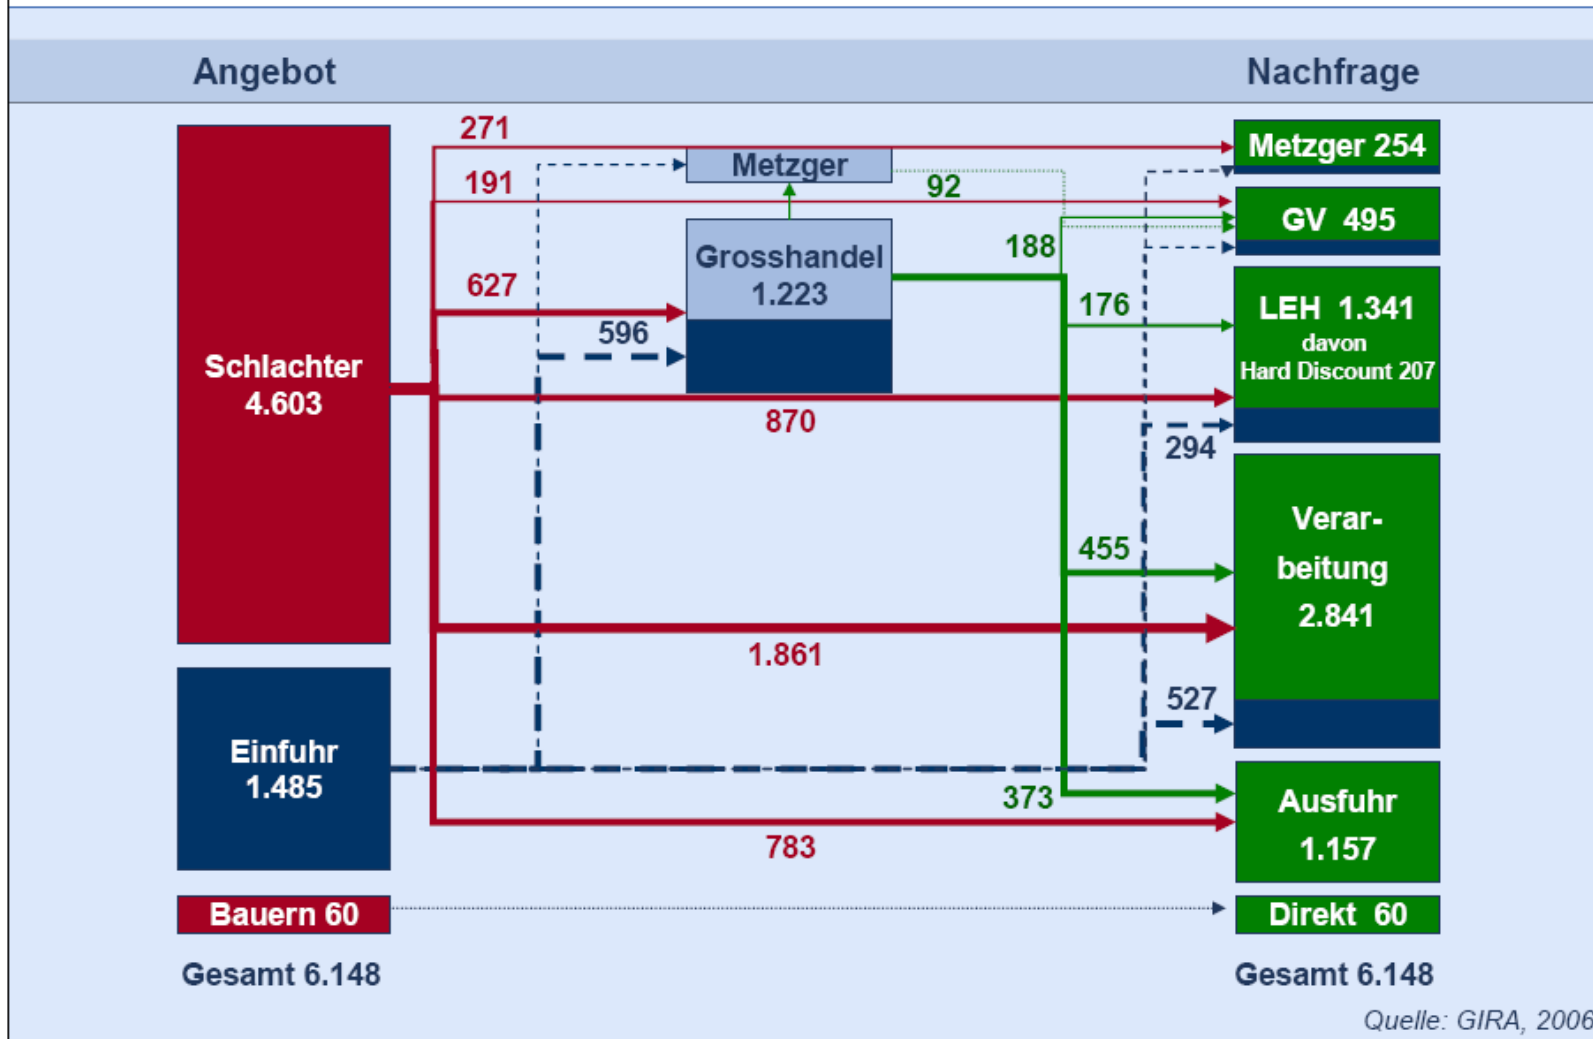 Angebot
Nachfrage
271
Metzger
Metzger 254
191
92
GV 495
Grosshandel
1.223
188
627
176
LEH 1.341
davon
Hard Discount 207
596
Schlachter
4.603
870
294
Verar-
beitung
2.841
455
1.861
527
Einfuhr
1.485
373
Ausfuhr
1.157
783
Bauern 60
Direkt 60
Gesamt 6.148
Gesamt 6.148
Quelle: GIRA, 2006